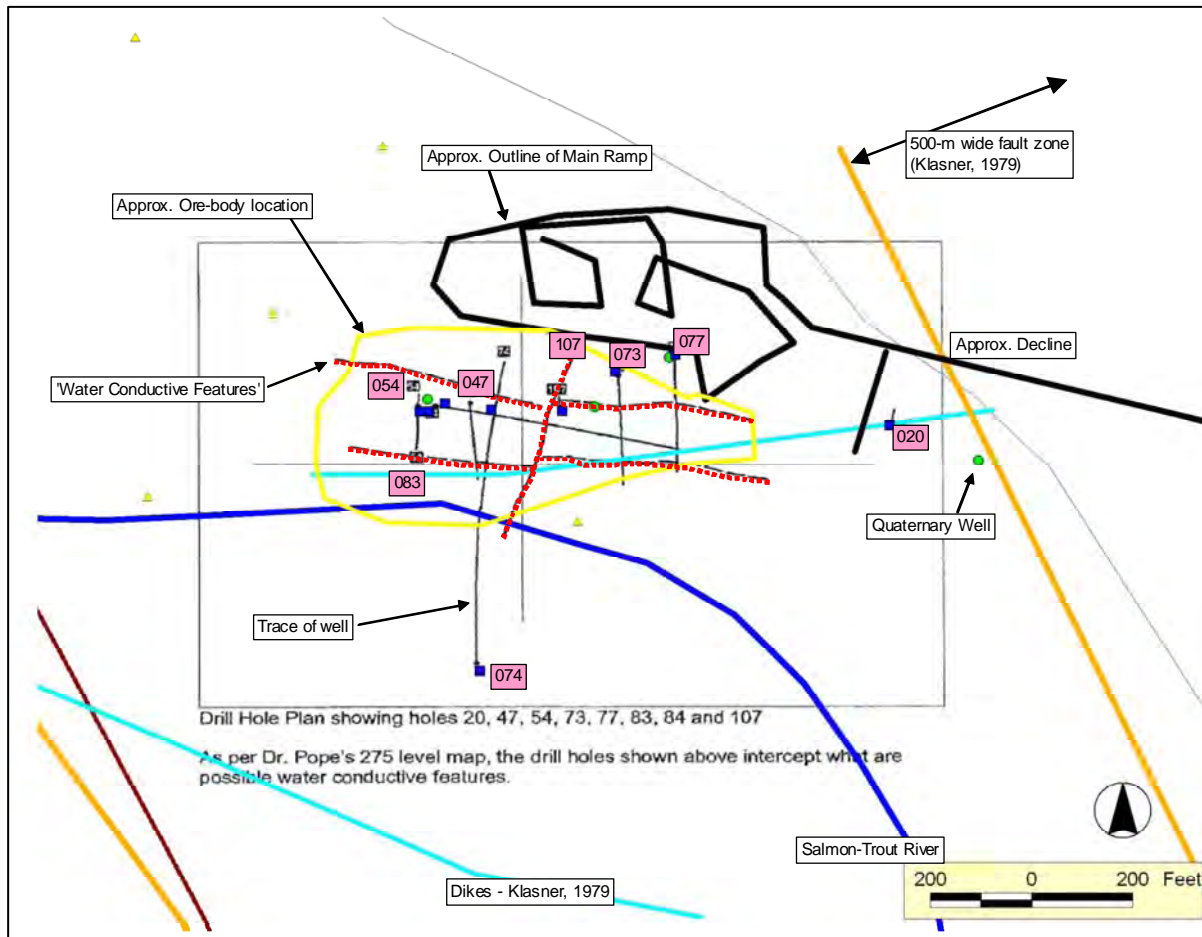 500-m wide fault zone
(Klasner, 1979)
Approx. Outline of Main Ramp
Approx. Ore-body location
Approx. Decline
'Water Conductive Features'
107
073
077
74
054
047
54
020
083
Quaternary Well
Trace of well
074
Drill Hole Plan showing holes 20, 47, 54, 73, 77, 83, 84 and 107
As per Dr. Pope's 275 level map, the drill holes shown above intercept what are
possible water conductive features.
Salmon-Trout River
Dikes - Klasner, 1979
200 0 200 Feet